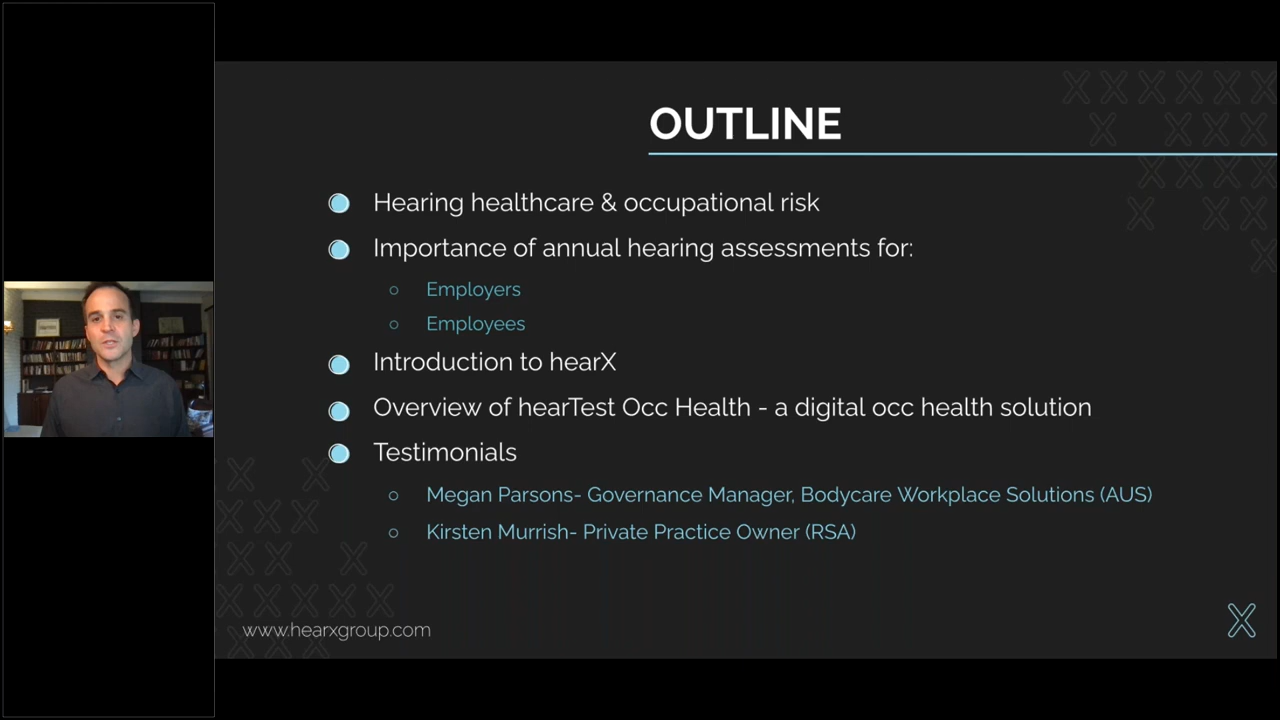 OUTLINE
Hearing healthcare & occupational risk
Importance of annual hearing assessments for:
Employers
Employees
Introduction to hearX
Overview of hearTest Occ Health - a digital occ health solution
Testimonials
Megan Parsons- Governance Manager, Bodycare Workplace Solutions (AUS)
Kirsten Murrish- Private Practice Owner (RSA)
www.hearxgroup.com